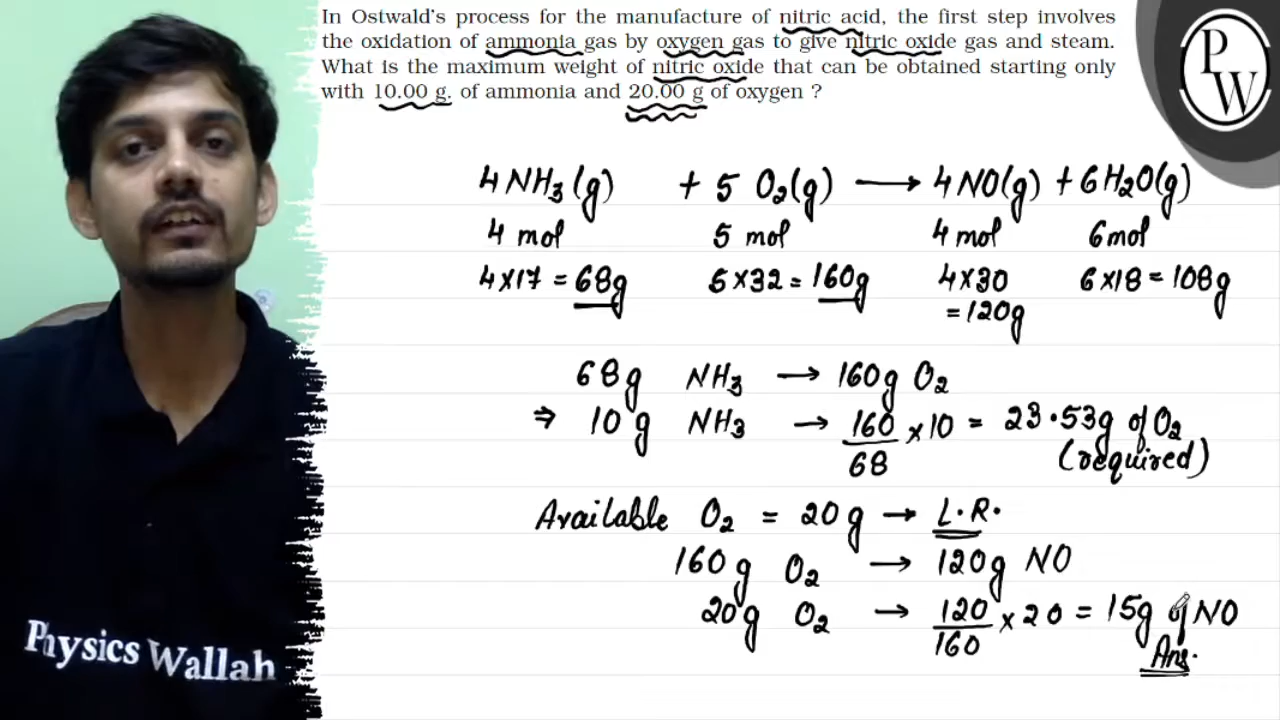 In Ostwald's process for the manufacture of nitric acid, the first step involves
the oxidation of ammonia gas by oxygen gas to give nitric oxide gas and steam.
What is the maximum weight of nitric oxide that can be obtained starting only
with 10.00 g. of ammonia and 20.00 g of oxygen ?
PW
4NH₃(g) + 5 O₂(g) → 4NO(g) + 6H₂O(g)
4 mol 5 mol 4 mol 6mol
4×17 = 68g 5×32 = 160g 4×30 6×18 = 108g
= 120g
68g NH₃ → 160g O₂
⇒ 10g NH₃ → 160/68 × 10 = 23.53g of O₂
(required)
Available O₂ = 20g → L.R.
160g O₂ → 120g NO
20g O₂ → 120/160 × 20 = 15g of NO
Ans.
Physics Wallah